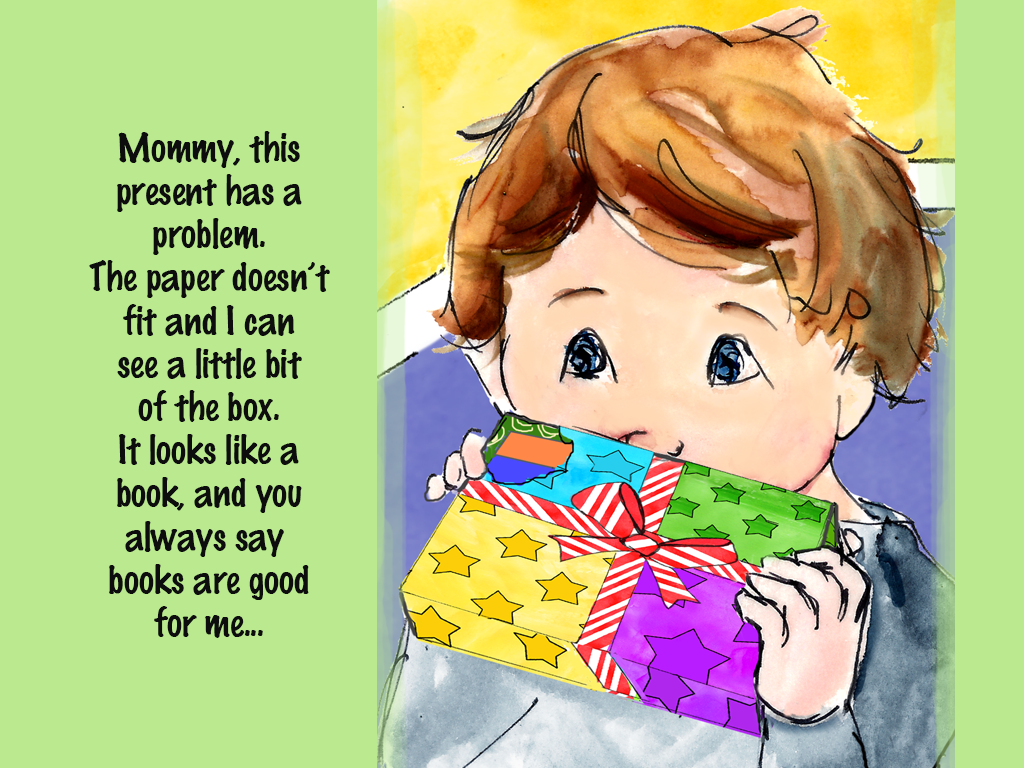 Mommy, this
present has a
problem.
The paper doesn't
fit and I can
see a little bit
of the box.
It looks like a
book, and you
always say
books are good
for me...